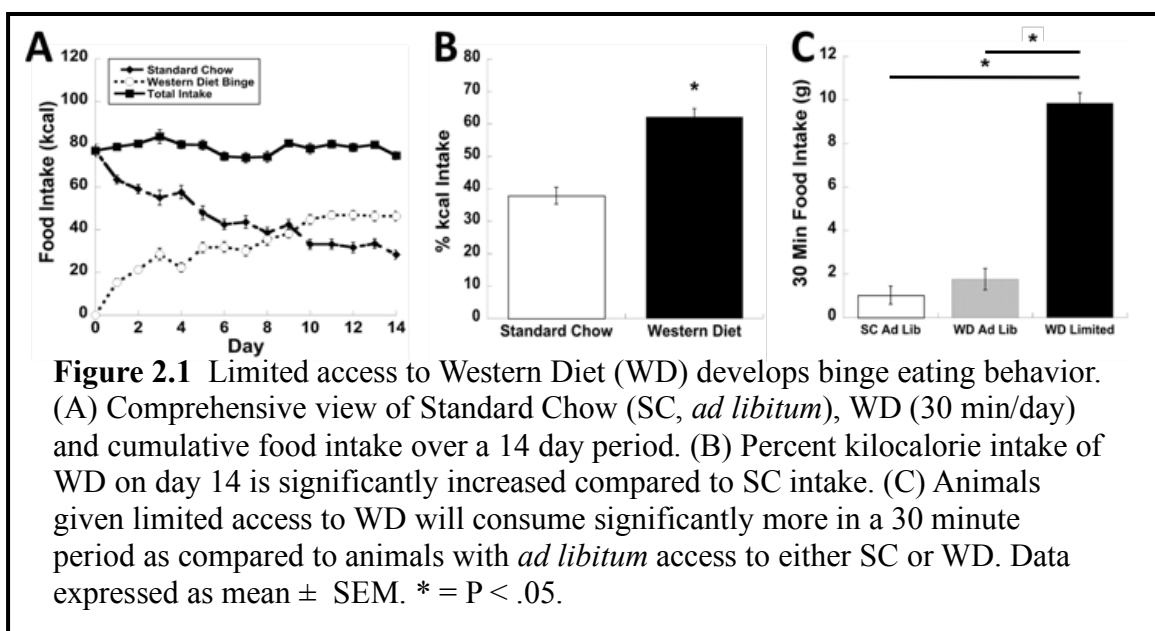 A
B
C
120
100
80
60
40
20
0
Food Intake (kcal)
Standard Chow
Western Diet Binge
Total Intake
0 2 4 6 8 10 12 14
Day
80
70
60
50
40
30
20
10
0
% kcal Intake
*
Standard Chow Western Diet
*
*
12
10
8
6
4
2
0
30 Min Food Intake (g)
SC Ad Lib WD Ad Lib WD Limited
Figure 2.1 Limited access to Western Diet (WD) develops binge eating behavior.
(A) Comprehensive view of Standard Chow (SC, ad libitum), WD (30 min/day)
and cumulative food intake over a 14 day period. (B) Percent kilocalorie intake of
WD on day 14 is significantly increased compared to SC intake. (C) Animals
given limited access to WD will consume significantly more in a 30 minute
period as compared to animals with ad libitum access to either SC or WD. Data
expressed as mean ± SEM. * = P < .05.